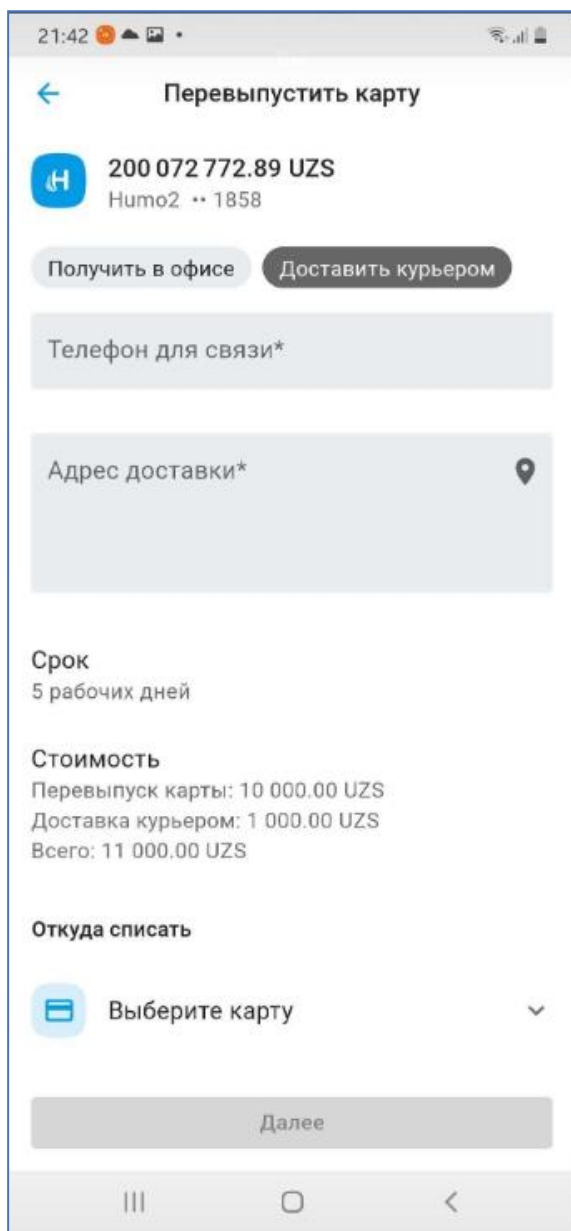 21:42
Перевыпустить карту
200 072 772.89 UZS
Humo2 •• 1858
Получить в офисе
Доставить курьером
Телефон для связи*
Адрес доставки*
Срок
5 рабочих дней
Стоимость
Перевыпуск карты: 10 000.00 UZS
Доставка курьером: 1 000.00 UZS
Всего: 11 000.00 UZS
Откуда списать
Выберите карту
Далее